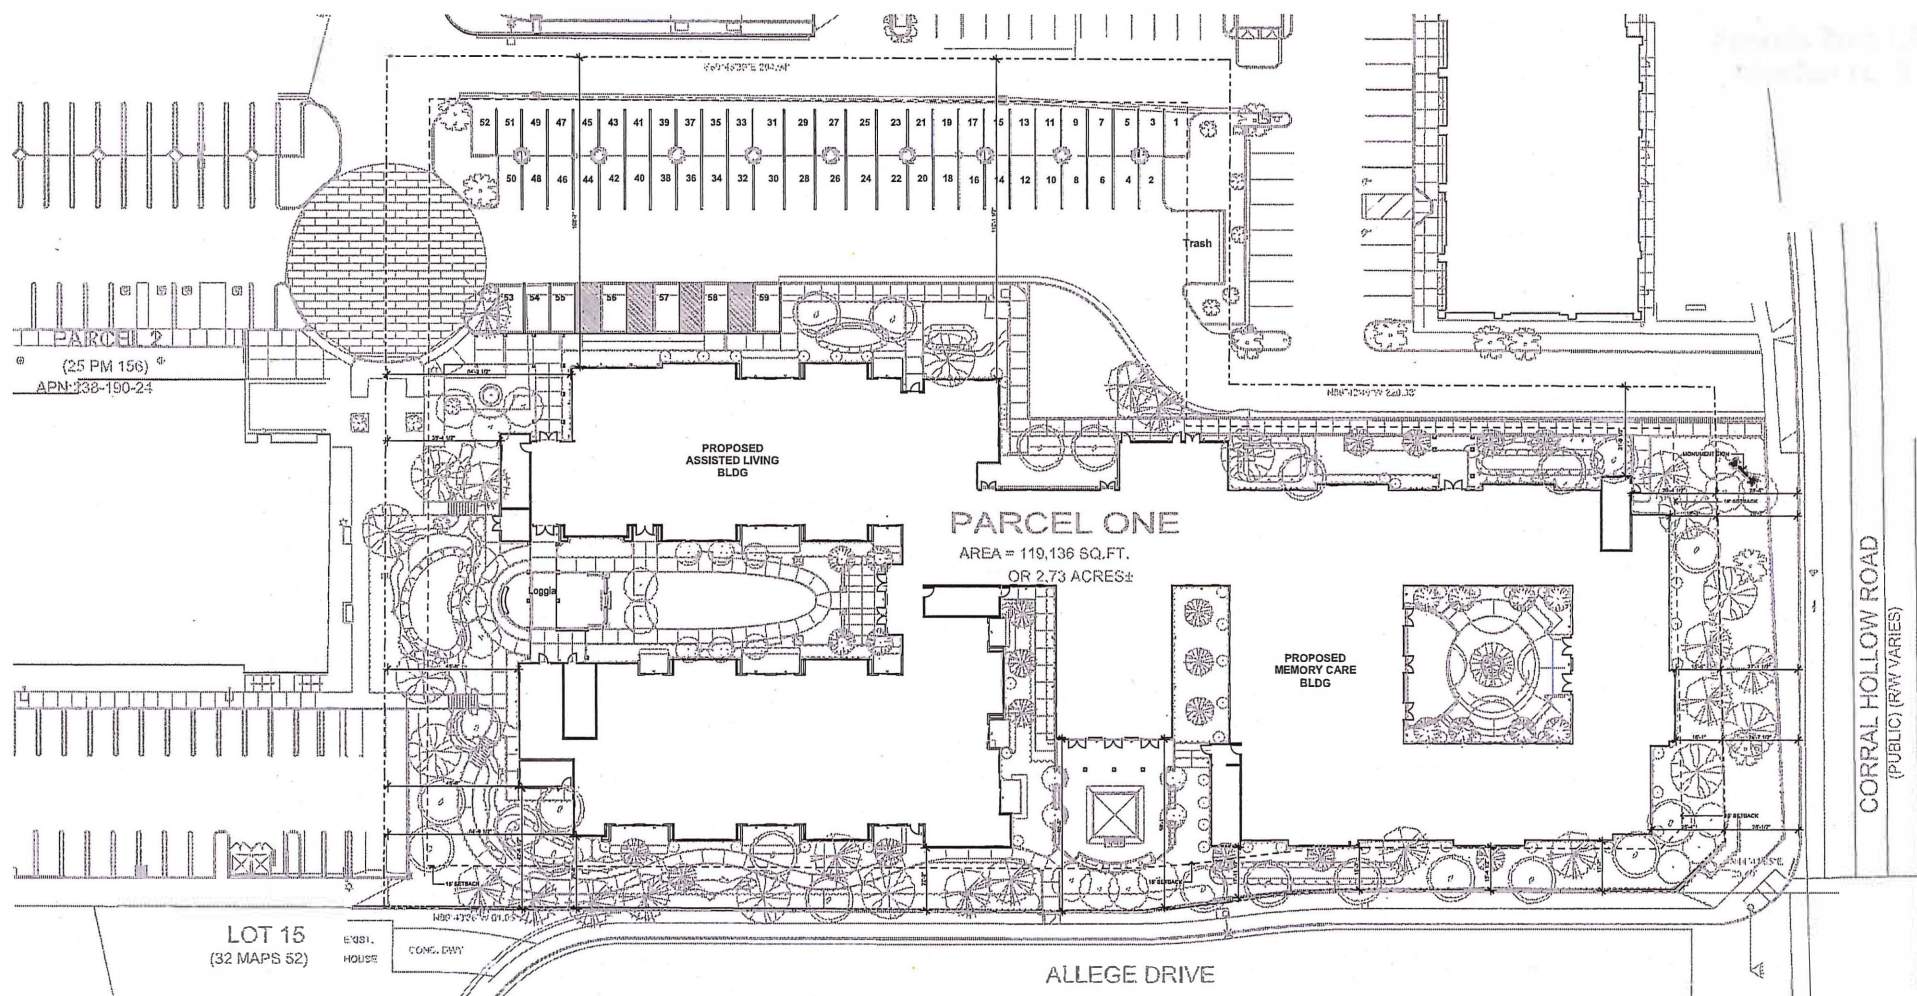 52 51 49 47 45 43 41 39 37 35 33 31 29 27 25 23 21 19 17 15 13 11 9 7 5 3 1
50 48 46 44 42 40 38 36 34 32 30 28 26 24 22 20 18 16 14 12 10 8 6 4 2
Trash
53 54 55 56 57 58 59
PARCEL 2
(25 PM 156)
APN:238-190-24
PROPOSED
ASSISTED LIVING
BLDG
MONUMENT SIGN
PARCEL ONE
AREA = 119,136 SQ.FT.
OR 2.73 ACRES±
Loggia
PROPOSED
MEMORY CARE
BLDG
CORRAL HOLLOW ROAD
(PUBLIC) (R/W VARIES)
15' SETBACK
LOT 15
(32 MAPS 52)
EXIST.
HOUSE
CONC. DWY
ALLEGE DRIVE